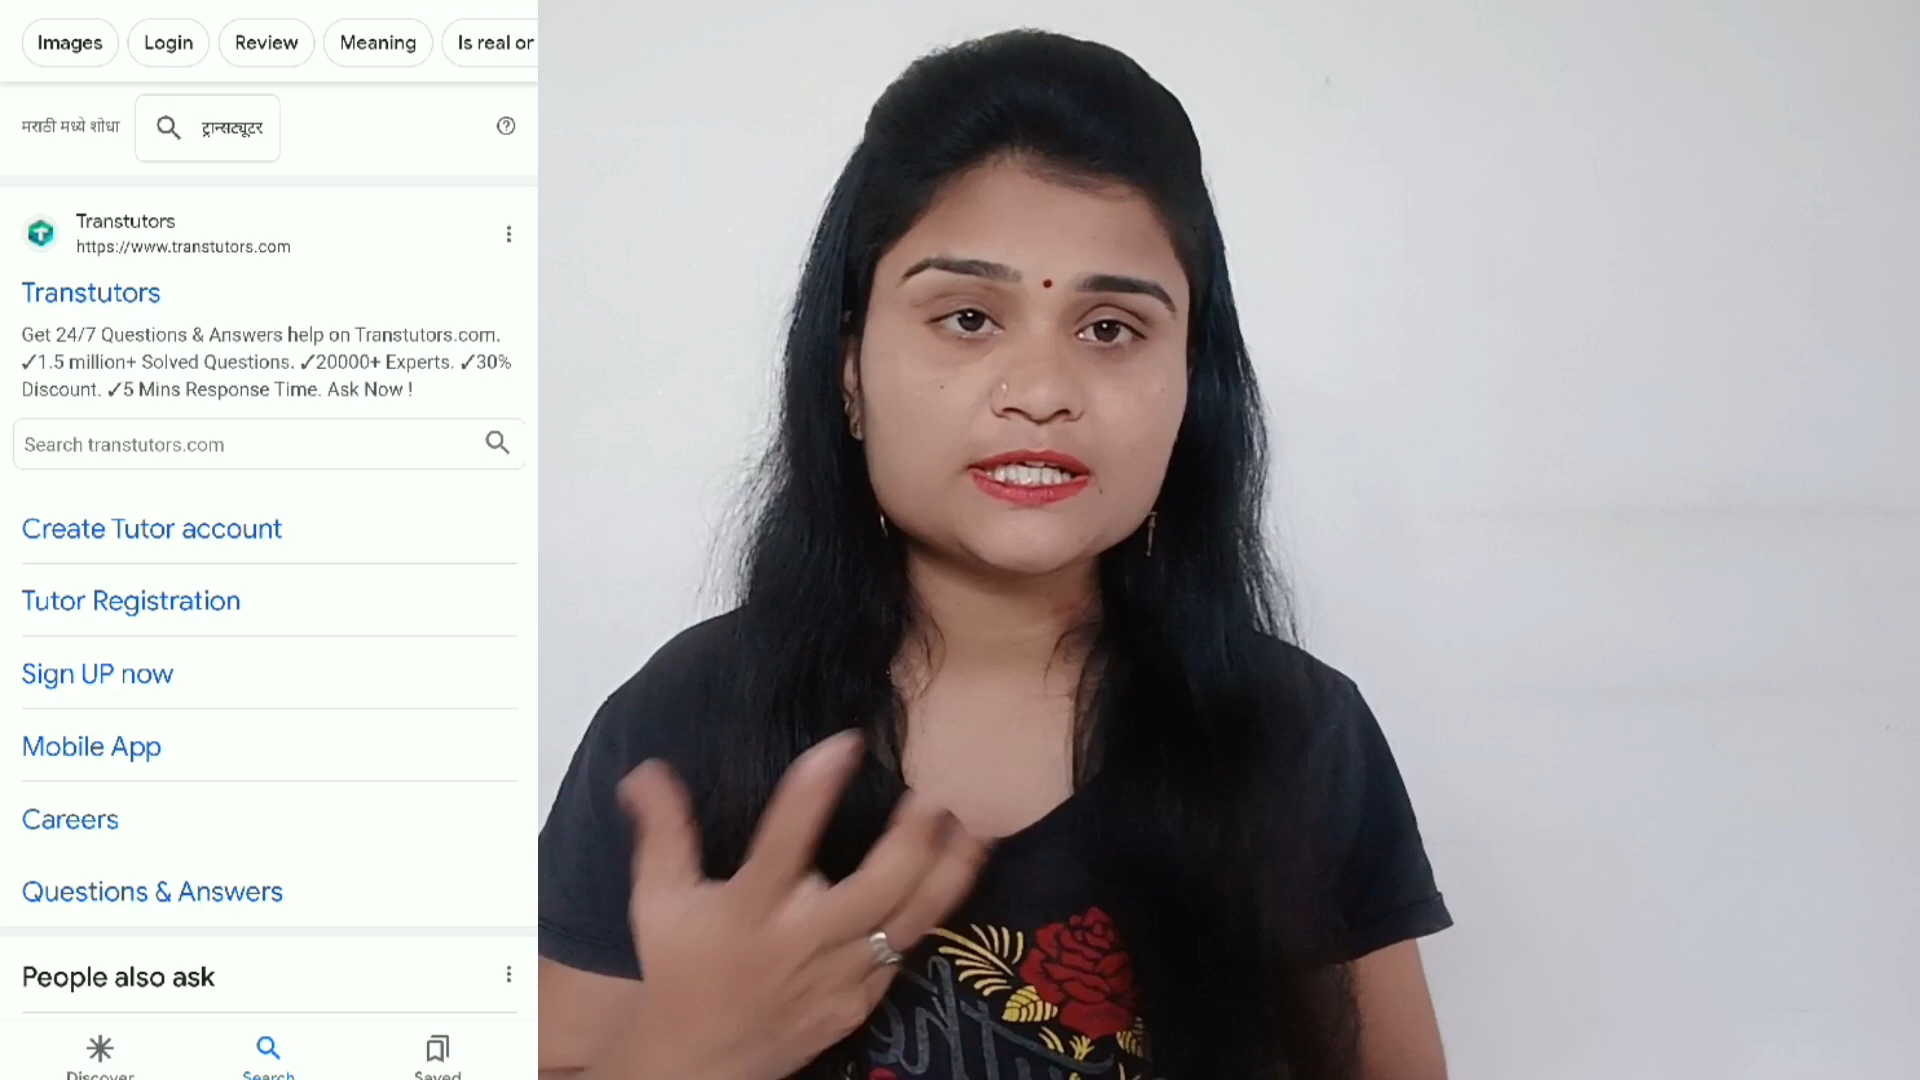 Images Login Review Meaning Is real or
मराठी मध्ये शोधा ट्रान्सट्यूटर
Transtutors
https://www.transtutors.com
Transtutors
Get 24/7 Questions & Answers help on Transtutors.com.
✓1.5 million+ Solved Questions. ✓20000+ Experts. ✓30%
Discount. ✓5 Mins Response Time. Ask Now !
Search transtutors.com
Create Tutor account
Tutor Registration
Sign UP now
Mobile App
Careers
Questions & Answers
People also ask
Discover Search Saved